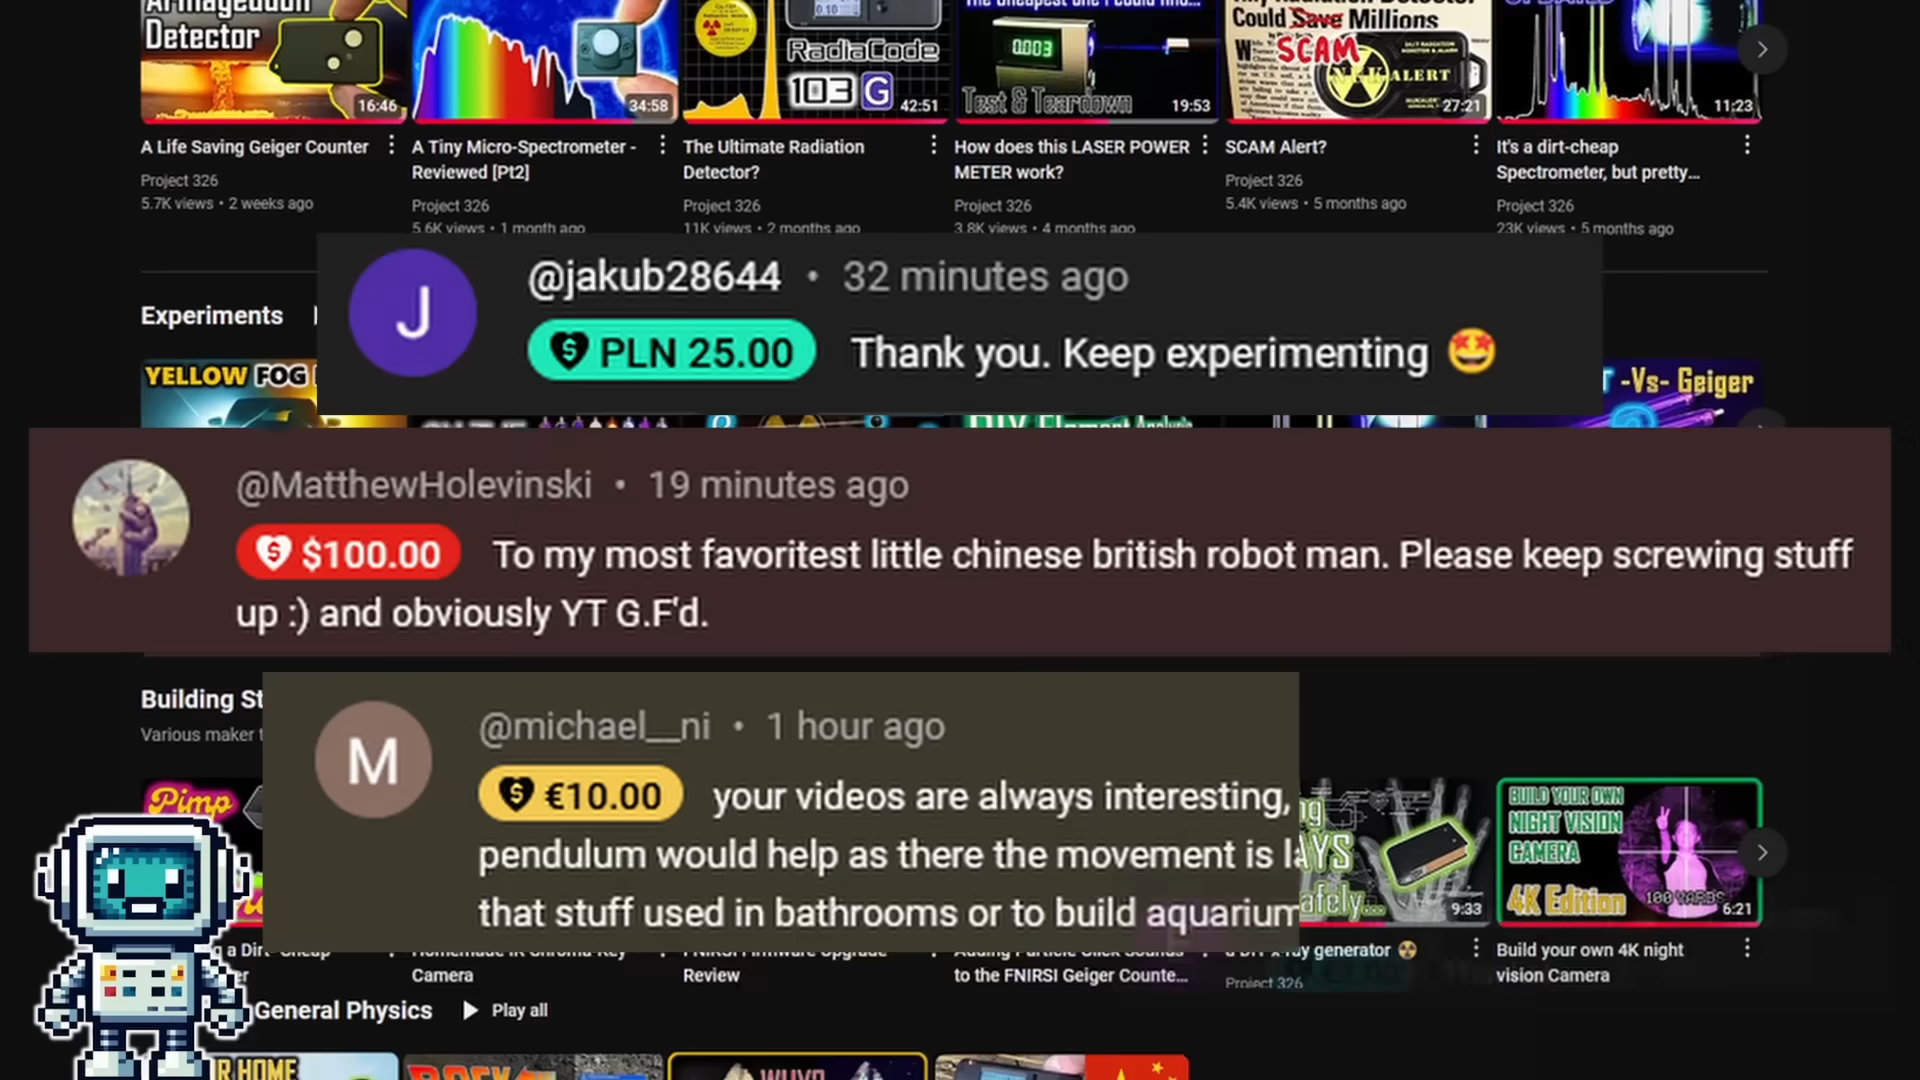 Armageddon
Detector
16:46
34:58
RadiaCode
103 G
42:51
The Cheapest One I could find...
0.003
Test & Teardown
19:53
Tiny Radiation Detector
Could Save Millions
SCAM
ALERT
27:21
UPDATED
11:23
A Life Saving Geiger Counter
Project 326
5.7K views • 2 weeks ago
A Tiny Micro-Spectrometer -
Reviewed [Pt2]
Project 326
5.6K views • 1 month ago
The Ultimate Radiation
Detector?
Project 326
11K views • 2 months ago
How does this LASER POWER
METER work?
Project 326
3.8K views • 4 months ago
SCAM Alert?
Project 326
5.4K views • 5 months ago
It's a dirt-cheap
Spectrometer, but pretty...
Project 326
23K views • 5 months ago
J
@jakub28644 • 32 minutes ago
PLN 25.00 Thank you. Keep experimenting 🤩
Experiments
YELLOW FOG
-Vs- Geiger
@MatthewHolevinski • 19 minutes ago
$100.00 To my most favoritest little chinese british robot man. Please keep screwing stuff
up :) and obviously YT G.F'd.
Building St
Various maker t
M
@michael__ni • 1 hour ago
€10.00 your videos are always interesting,
pendulum would help as there the movement is la
that stuff used in bathrooms or to build aquarium
Pimp
ng
AYS
afely...
9:33
BUILD YOUR OWN
NIGHT VISION
CAMERA
4K Edition
100 YARDS
6:21
g a Dirt-Cheap
er
Homemade IR Chroma-Key
Camera
FNIRSI Firmware Upgrade
Review
Adding Particle Click Sounds
to the FNIRSI Geiger Counte...
a DIY x-ray generator ☢
Project 326
Build your own 4K night
vision Camera
General Physics Play all
R HOME
ROCK
WUYO